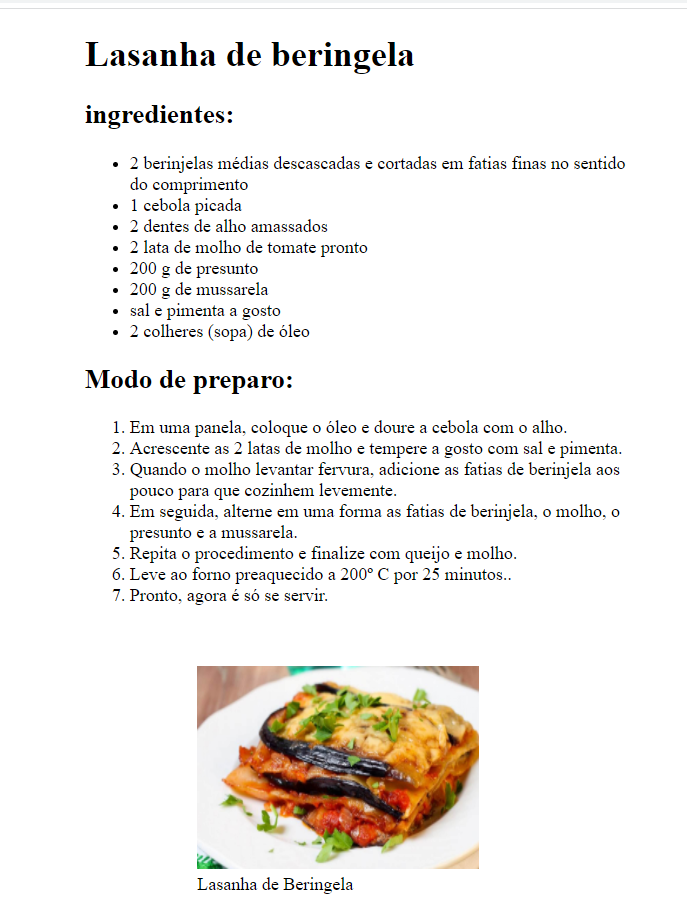 Lasanha de beringela
ingredientes:
• 2 berinjelas médias descascadas e cortadas em fatias finas no sentido
do comprimento
• 1 cebola picada
• 2 dentes de alho amassados
• 2 lata de molho de tomate pronto
• 200 g de presunto
• 200 g de mussarela
• sal e pimenta a gosto
• 2 colheres (sopa) de óleo
Modo de preparo:
1. Em uma panela, coloque o óleo e doure a cebola com o alho.
2. Acrescente as 2 latas de molho e tempere a gosto com sal e pimenta.
3. Quando o molho levantar fervura, adicione as fatias de berinjela aos
pouco para que cozinhem levemente.
4. Em seguida, alterne em uma forma as fatias de berinjela, o molho, o
presunto e a mussarela.
5. Repita o procedimento e finalize com queijo e molho.
6. Leve ao forno preaquecido a 200º C por 25 minutos..
7. Pronto, agora é só se servir.
Lasanha de Beringela